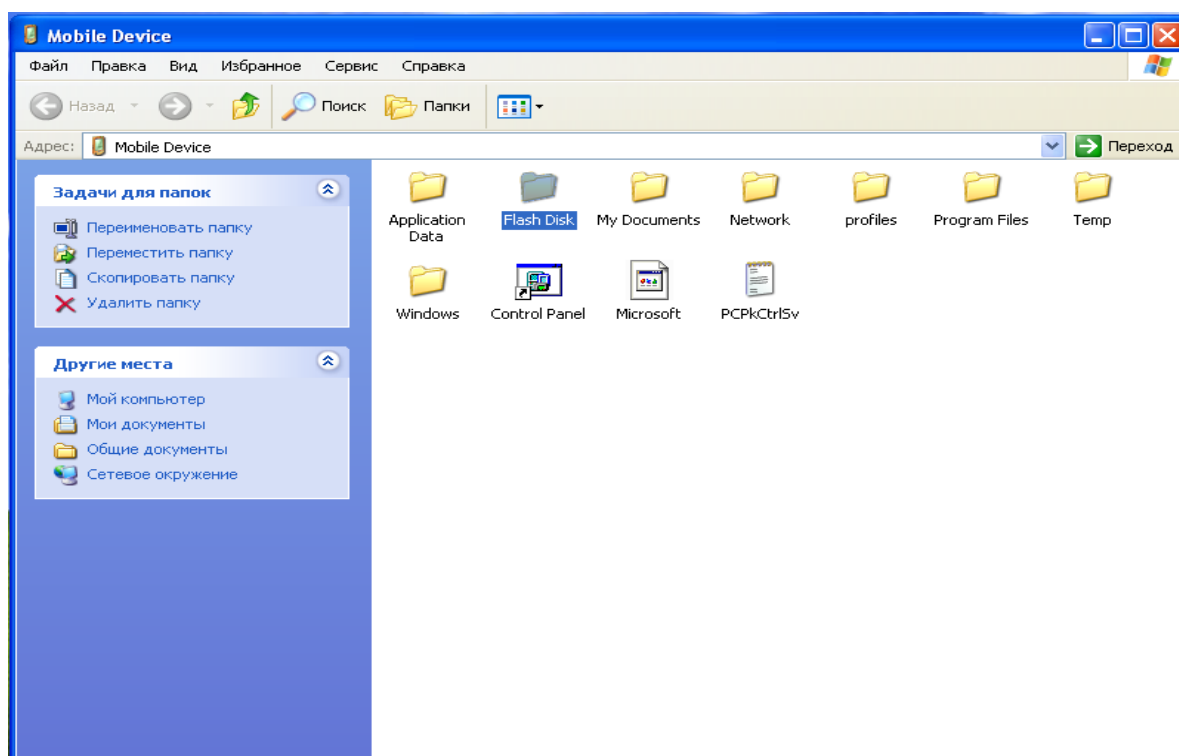 Mobile Device
Файл Правка Вид Избранное Сервис Справка
Назад Поиск Папки
Адрес: Mobile Device Переход
Задачи для папок
Переименовать папку
Переместить папку
Скопировать папку
Удалить папку
Другие места
Мой компьютер
Мои документы
Общие документы
Сетевое окружение
Application Data Flash Disk My Documents Network profiles Program Files Temp
Windows Control Panel Microsoft PCPkCtrlSv